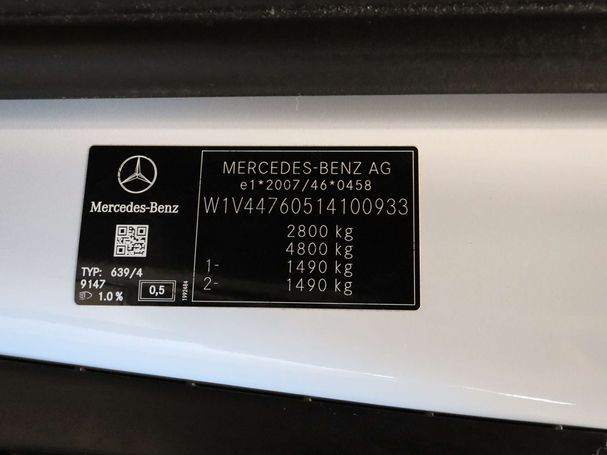 Mercedes-Benz
TYP: 639/4
9147
1.0 %
0,5
1992484
MERCEDES-BENZ AG
e1*2007/46*0458
W1V44760514100933
2800 kg
4800 kg
1- 1490 kg
2- 1490 kg